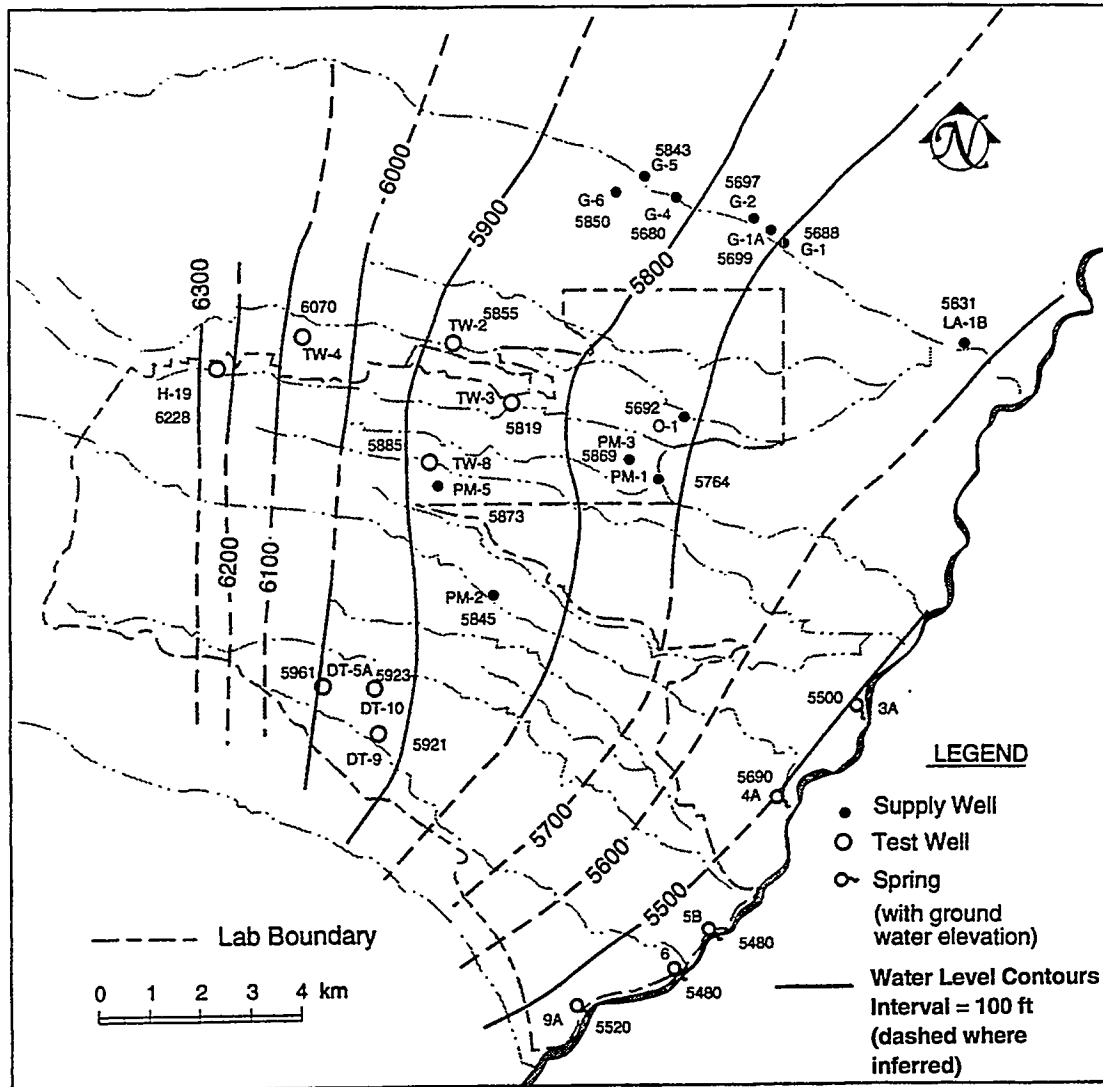 N
6000
5900
5843
G-5
G-6
5850
G-4
5680
5697
G-2
G-1A
5699
5688
G-1
5800
6300
6070
TW-4
TW-2
5855
5631
LA-1B
H-19
6228
TW-3
5819
5692
O-1
PM-3
5869
PM-1
5764
5885
TW-8
PM-5
5873
6200
6100
PM-2
5845
5961
DT-5A
5923
DT-10
DT-9
5921
5500
3A
5690
4A
5700
5600
5500
5B
5480
6
5480
9A
5520
LEGEND
Supply Well
Test Well
Spring
(with ground
water elevation)
Water Level Contours
Interval = 100 ft
(dashed where
inferred)
Lab Boundary
0 1 2 3 4 km